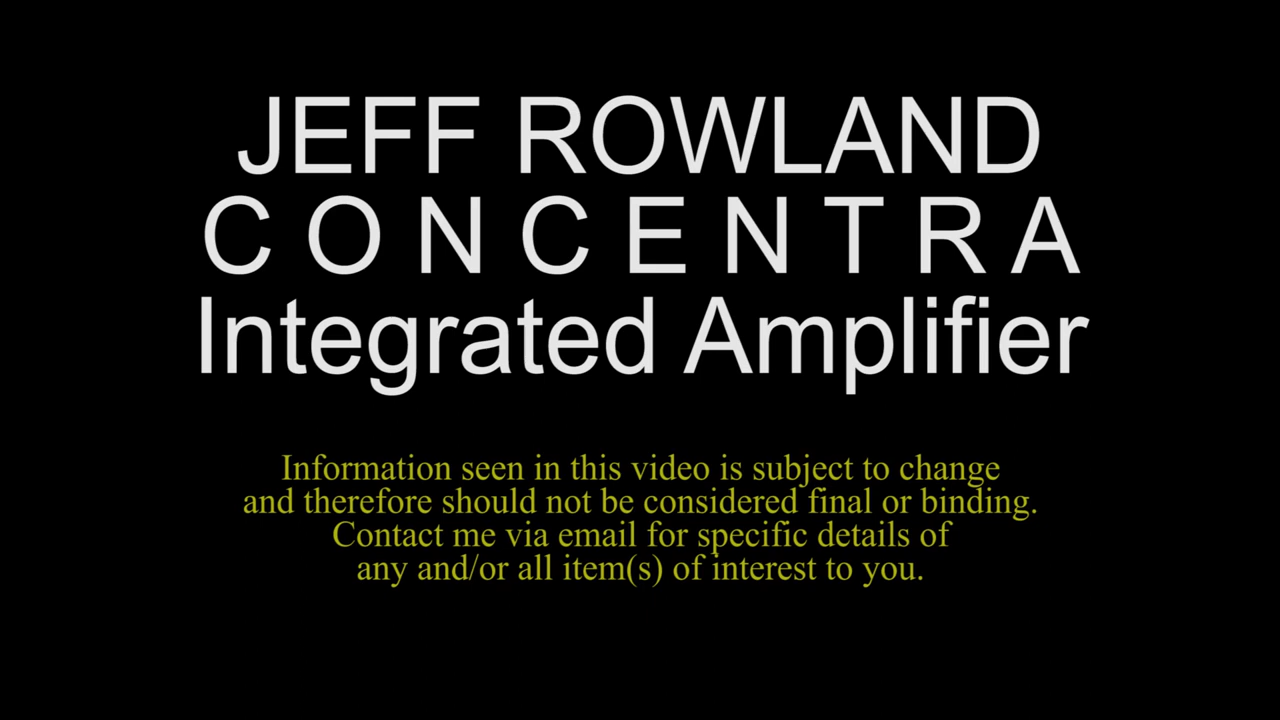 JEFF ROWLAND
C O N C E N T R A
Integrated Amplifier
Information seen in this video is subject to change
and therefore should not be considered final or binding.
Contact me via email for specific details of
any and/or all item(s) of interest to you.